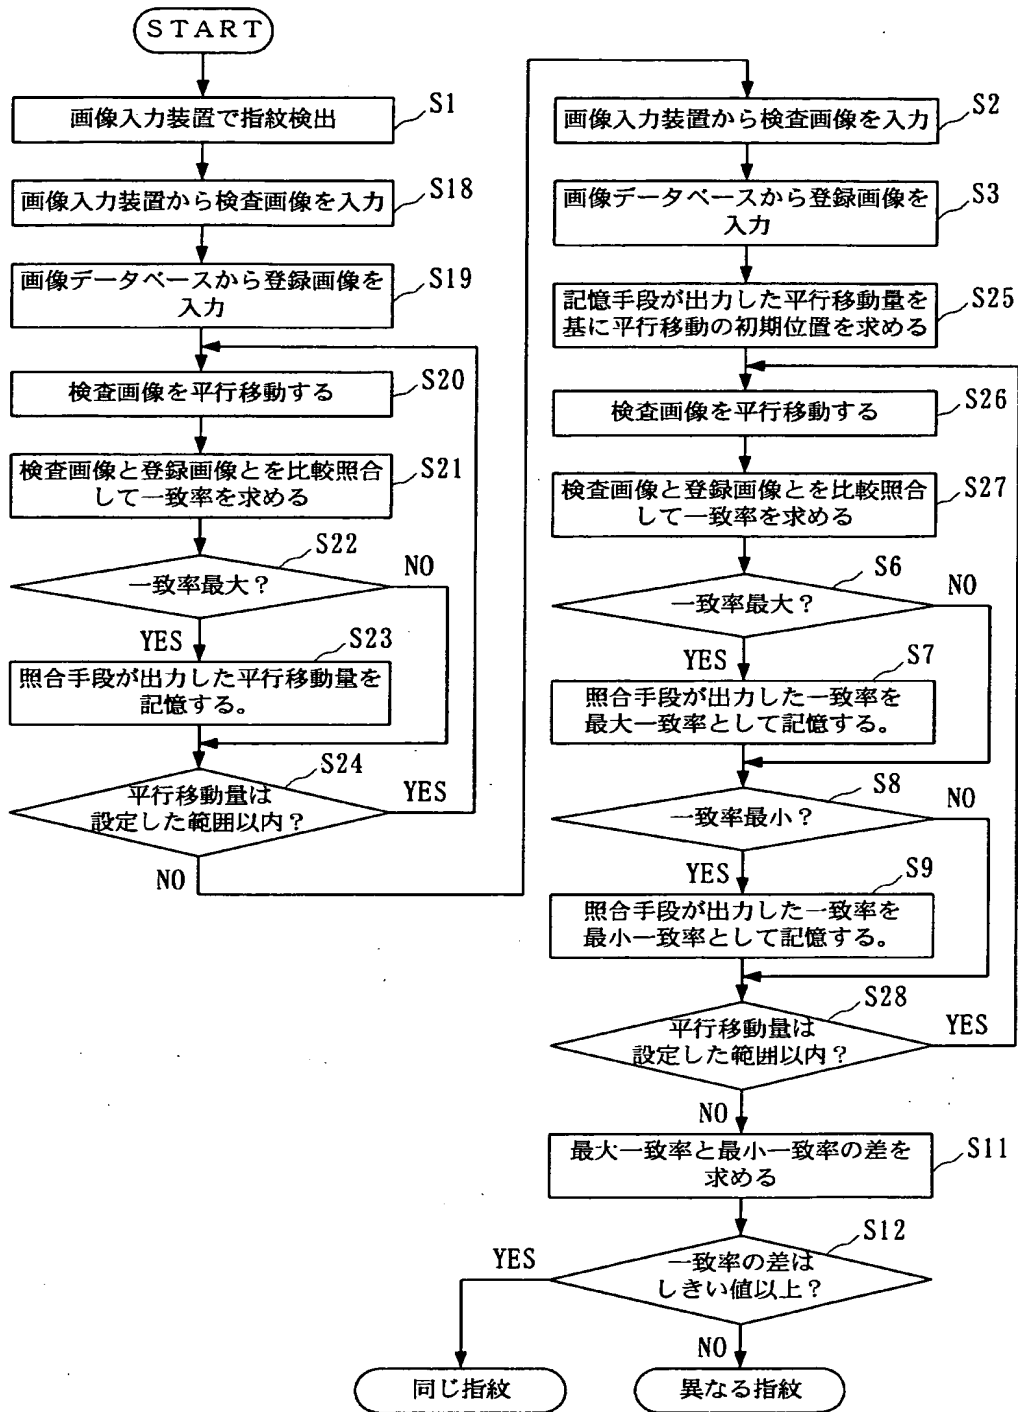 START
画像入力装置で指紋検出
S1
画像入力装置から検査画像を入力
S18
画像データベースから登録画像を
入力
S19
検査画像を平行移動する
S20
検査画像と登録画像とを比較照合
して一致率を求める
S21
一致率最大?
S22
NO
YES
照合手段が出力した平行移動量を
記憶する。
S23
平行移動量は
設定した範囲以内?
S24
YES
NO
画像入力装置から検査画像を入力
S2
画像データベースから登録画像を
入力
S3
記憶手段が出力した平行移動量を
基に平行移動の初期位置を求める
S25
検査画像を平行移動する
S26
検査画像と登録画像とを比較照合
して一致率を求める
S27
一致率最大?
S6
NO
YES
照合手段が出力した一致率を
最大一致率として記憶する。
S7
一致率最小?
S8
NO
YES
照合手段が出力した一致率を
最小一致率として記憶する。
S9
平行移動量は
設定した範囲以内?
S28
YES
NO
最大一致率と最小一致率の差を
求める
S11
一致率の差は
しきい値以上?
S12
YES
NO
同じ指紋
異なる指紋